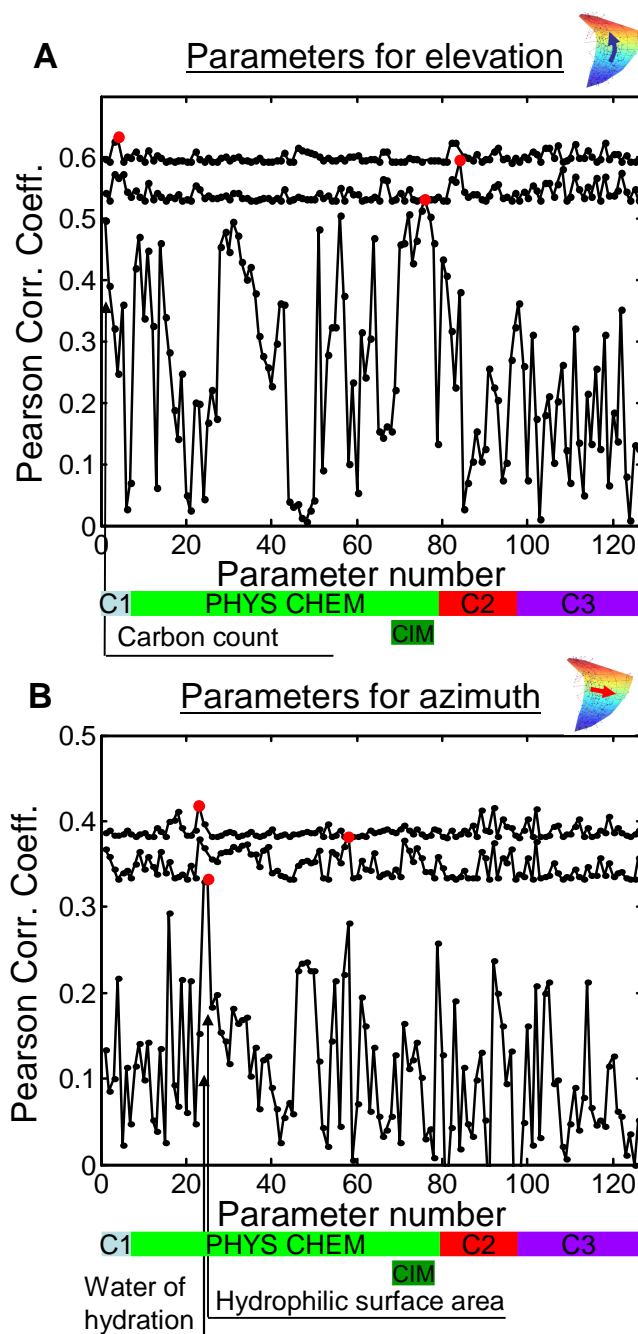 A Parameters for elevation
Pearson Corr. Coeff.
0.6
0.5
0.4
0.3
0.2
0.1
0
0 20 40 60 80 100 120
Parameter number
C1 PHYS CHEM C2 C3
CIM
Carbon count
B Parameters for azimuth
Pearson Corr. Coeff.
0.5
0.4
0.3
0.2
0.1
0
0 20 40 60 80 100 120
Parameter number
C1 PHYS CHEM C2 C3
CIM
Water of
hydration
Hydrophilic surface area